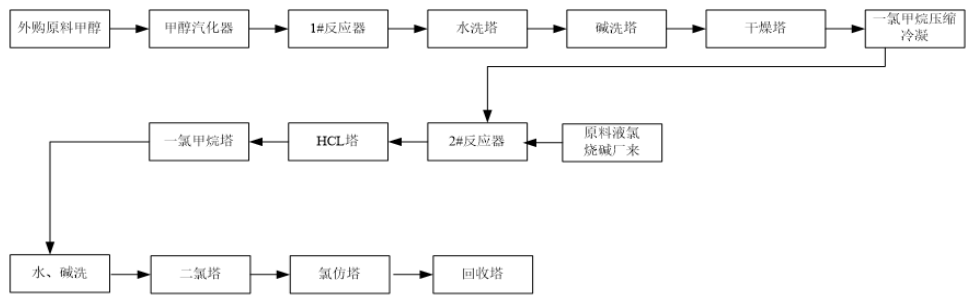 外购原料甲醇
甲醇汽化器
1#反应器
水洗塔
碱洗塔
干燥塔
一氯甲烷压缩
冷凝
一氯甲烷塔
HCL塔
2#反应器
原料液氯
烧碱厂来
水、碱洗
二氯塔
氯仿塔
回收塔